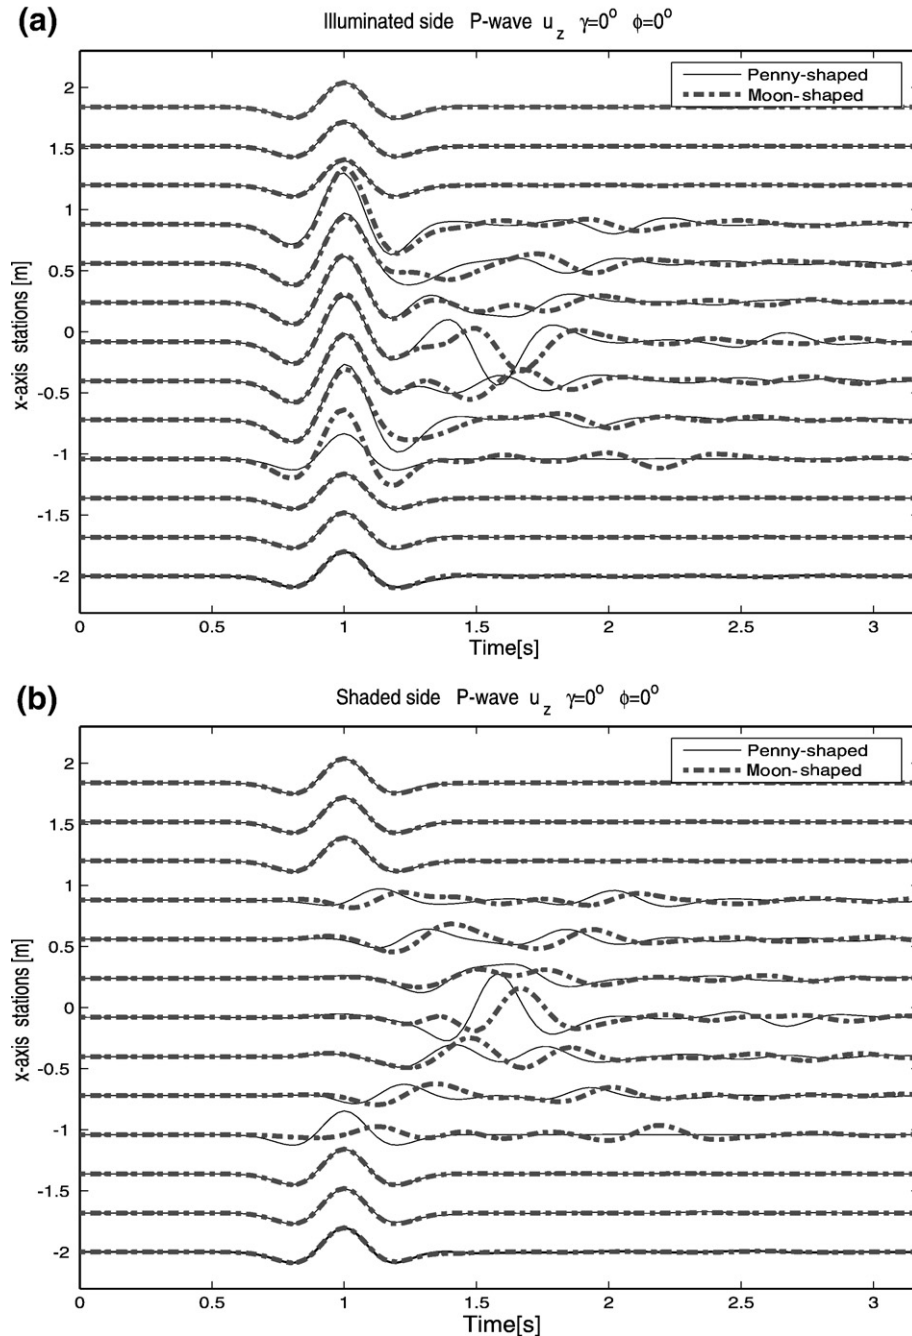 (a)
Illuminated side P-wave u_z γ=0° ϕ=0°
Penny-shaped
Moon-shaped
x-axis stations [m]
2
1.5
1
0.5
0
-0.5
-1
-1.5
-2
0 0.5 1 1.5 2 2.5 3
Time[s]
(b)
Shaded side P-wave u_z γ=0° ϕ=0°
Penny-shaped
Moon-shaped
x-axis stations [m]
2
1.5
1
0.5
0
-0.5
-1
-1.5
-2
0 0.5 1 1.5 2 2.5 3
Time[s]